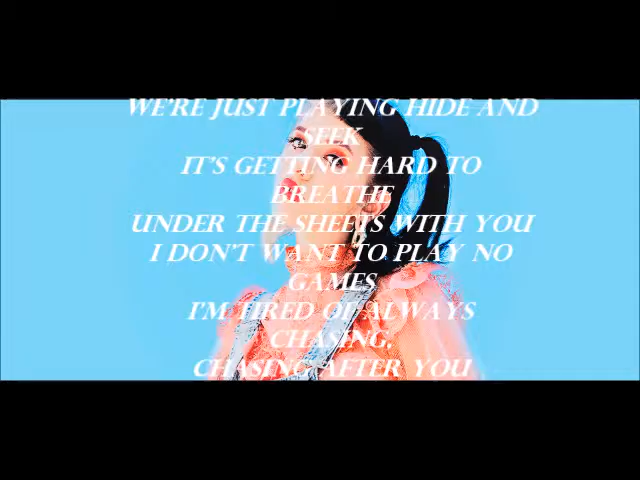 WE'RE JUST PLAYING HIDE AND
SEEK
IT'S GETTING HARD TO
BREATHE
UNDER THE SHEETS WITH YOU
I DON'T WANT TO PLAY NO
GAMES
I'M TIRED OF ALWAYS
CHASING,
CHASING AFTER YOU